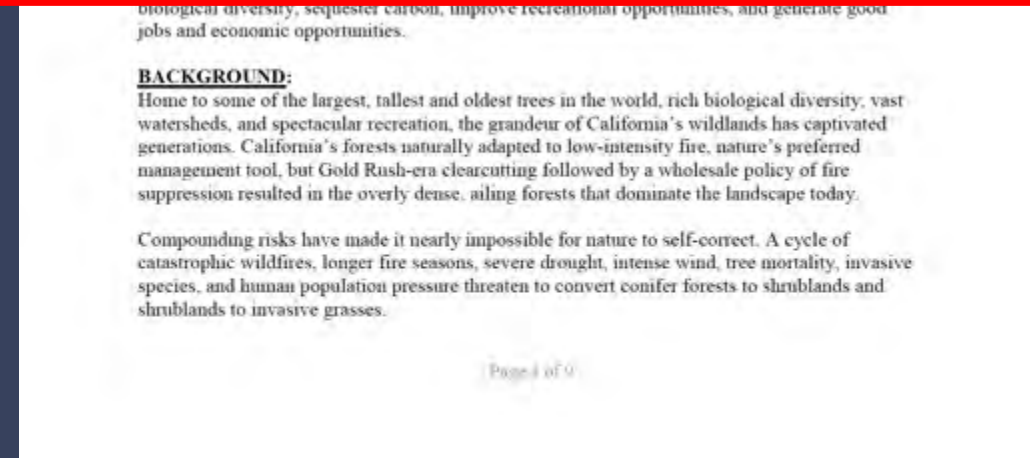 biological diversity, sequester carbon, improve recreational opportunities, and generate good
jobs and economic opportunities.
BACKGROUND:
Home to some of the largest, tallest and oldest trees in the world, rich biological diversity, vast
watersheds, and spectacular recreation, the grandeur of California's wildlands has captivated
generations. California's forests naturally adapted to low-intensity fire, nature's preferred
management tool, but Gold Rush-era clearcutting followed by a wholesale policy of fire
suppression resulted in the overly dense, ailing forests that dominate the landscape today.
Compounding risks have made it nearly impossible for nature to self-correct. A cycle of
catastrophic wildfires, longer fire seasons, severe drought, intense wind, tree mortality, invasive
species, and human population pressure threaten to convert conifer forests to shrublands and
shrublands to invasive grasses.
Page of 9